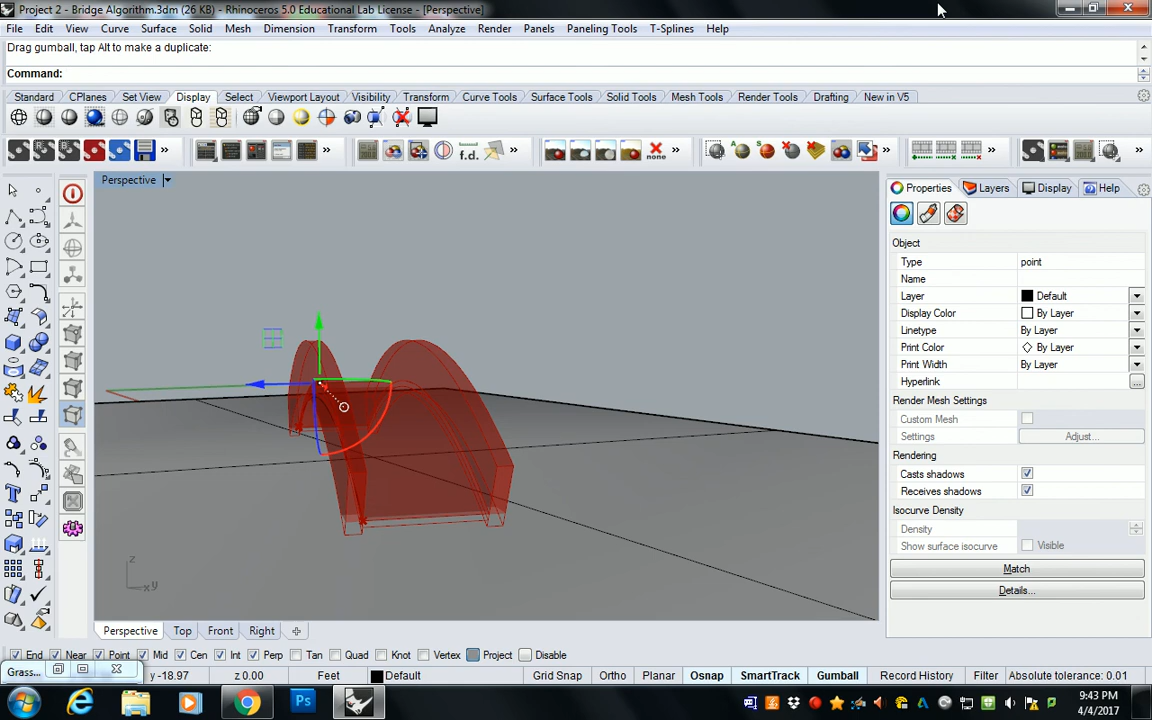 Project 2 - Bridge Algorithm.3dm (26 KB) - Rhinoceros 5.0 Educational Lab License - [Perspective]
File Edit View Curve Surface Solid Mesh Dimension Transform Tools Analyze Render Panels Paneling Tools T-Splines Help
Drag gumball, tap Alt to make a duplicate:
Command:
Standard CPlanes Set View Display Select Viewport Layout Visibility Transform Curve Tools Surface Tools Solid Tools Mesh Tools Render Tools Drafting New in V5
f.d. none
Perspective
Properties Layers Display Help
Object
Type point
Name
Layer Default
Display Color By Layer
Linetype By Layer
Print Color By Layer
Print Width By Layer
Hyperlink ...
Render Mesh Settings
Custom Mesh
Settings Adjust...
Rendering
Casts shadows
Receives shadows
Isocurve Density
Density
Show surface isocurve Visible
Match
Details...
z
x y
Perspective Top Front Right
End Near Point Mid Cen Int Perp Tan Quad Knot Vertex Project Disable
Grass...
y -18.97 z 0.00 Feet Default Grid Snap Ortho Planar Osnap SmartTrack Gumball Record History Filter Absolute tolerance: 0.01
Ps
9:43 PM
4/4/2017